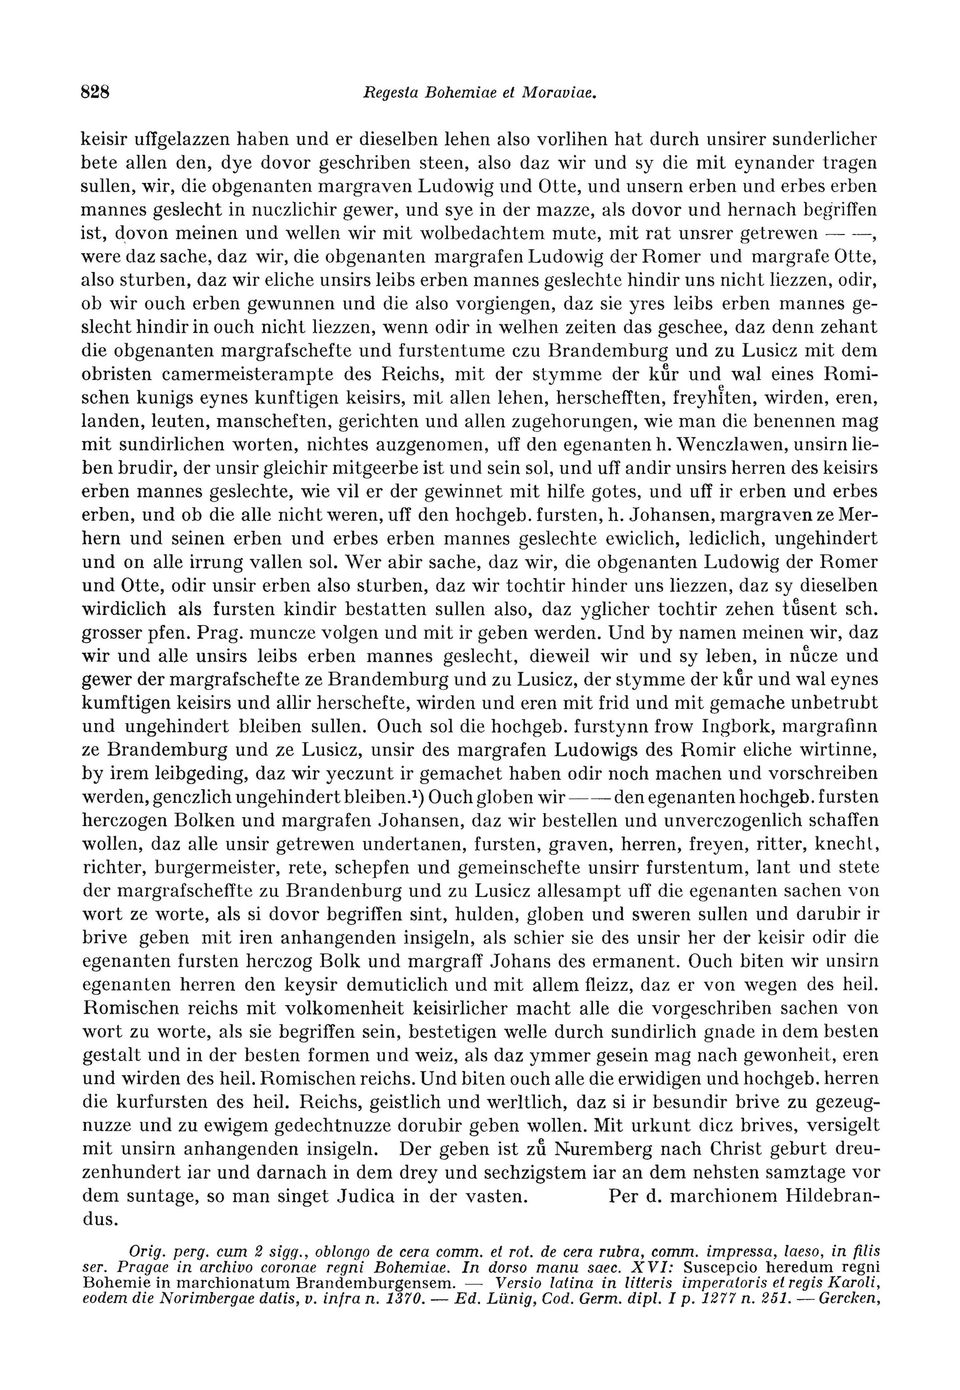 828 Regesta Bohemiae et Moraviae.
keisir uffgelazzen haben und er dieselben lehen also vorlihen hat durch unsirer sunderlicher
bete allen den, dye dovor geschriben steen, also daz wir und sy die mit eynander tragen
sullen, wir, die obgenanten margraven Ludowig und Otte, und unsern erben und erbes erben
mannes geslecht in nuczlichir gewer, und sye in der mazze, als dovor und hernach begriffen
ist, dovon meinen und wellen wir mit wolbedachtem mute, mit rat unsrer getrewen — —,
were daz sache, daz wir, die obgenanten margrafen Ludowig der Romer und margrafe Otte,
also sturben, daz wir eliche unsirs leibs erben mannes geslechte hindir uns nicht liezzen, odir,
ob wir ouch erben gewunnen und die also vorgiengen, daz sie yres leibs erben mannes ge-
slecht hindir in ouch nicht liezzen, wenn odir in welhen zeiten das geschee, daz denn zehant
die obgenanten margrafschefte und furstentume czu Brandemburg und zu Lusicz mit dem
obristen camermeisterampte des Reichs, mit der stymme der kuͤr und wal eines Romi-
schen kunigs eynes kunftigen keisirs, mit allen lehen, herschefften, freyhiͤten, wirden, eren,
landen, leuten, manscheften, gerichten und allen zugehorungen, wie man die benennen mag
mit sundirlichen worten, nichtes auzgenomen, uff den egenanten h. Wenczlawen, unsirn lie-
ben brudir, der unsir gleichir mitgeerbe ist und sein sol, und uff andir unsirs herren des keisirs
erben mannes geslechte, wie vil er der gewinnet mit hilfe gotes, und uff ir erben und erbes
erben, und ob die alle nicht weren, uff den hochgeb. fursten, h. Johansen, margraven ze Mer-
hern und seinen erben und erbes erben mannes geslechte ewiclich, lediclich, ungehindert
und on alle irrung vallen sol. Wer abir sache, daz wir, die obgenanten Ludowig der Romer
und Otte, odir unsir erben also sturben, daz wir tochtir hinder uns liezzen, daz sy dieselben
wirdiclich als fursten kindir bestatten sullen also, daz yglicher tochtir zehen tuͤsent sch.
grosser pfen. Prag. muncze volgen und mit ir geben werden. Und by namen meinen wir, daz
wir und alle unsirs leibs erben mannes geslecht, dieweil wir und sy leben, in nuͤcze und
gewer der margrafschefte ze Brandemburg und zu Lusicz, der stymme der kuͤr und wal eynes
kumftigen keisirs und allir herschefte, wirden und eren mit frid und mit gemache unbetrubt
und ungehindert bleiben sullen. Ouch sol die hochgeb. furstynn frow Ingbork, margrafinn
ze Brandemburg und ze Lusicz, unsir des margrafen Ludowigs des Romir eliche wirtinne,
by irem leibgeding, daz wir yeczunt ir gemachet haben odir noch machen und vorschreiben
werden, genczlich ungehindert bleiben.¹) Ouch globen wir — — den egenanten hochgeb. fursten
herczogen Bolken und margrafen Johansen, daz wir bestellen und unverczogenlich schaffen
wollen, daz alle unsir getrewen undertanen, fursten, graven, herren, freyen, ritter, knecht,
richter, burgermeister, rete, schepfen und gemeinschefte unsirr furstentum, lant und stete
der margrafscheffte zu Brandenburg und zu Lusicz allesampt uff die egenanten sachen von
wort ze worte, als si dovor begriffen sint, hulden, globen und sweren sullen und darubir ir
brive geben mit iren anhangenden insigeln, als schier sie des unsir her der keisir odir die
egenanten fursten herczog Bolk und margraff Johans des ermanent. Ouch biten wir unsirn
egenanten herren den keysir demuticlich und mit allem fleizz, daz er von wegen des heil.
Romischen reichs mit volkomenheit keisirlicher macht alle die vorgeschriben sachen von
wort zu worte, als sie begriffen sein, bestetigen welle durch sundirlich gnade in dem besten
gestalt und in der besten formen und weiz, als daz ymmer gesein mag nach gewonheit, eren
und wirden des heil. Romischen reichs. Und biten ouch alle die erwidigen und hochgeb. herren
die kurfursten des heil. Reichs, geistlich und werltlich, daz si ir besundir brive zu gezeug-
nuzze und zu ewigem gedechtnuzze dorubir geben wollen. Mit urkunt dicz brives, versigelt
mit unsirn anhangenden insigeln. Der geben ist zuͤ Nuremberg nach Christ geburt dreu-
zenhundert iar und darnach in dem drey und sechzigstem iar an dem nehsten samztage vor
dem suntage, so man singet Judica in der vasten. Per d. marchionem Hildebran-
dus.
Orig. perg. cum 2 sigg., oblongo de cera comm. et rot. de cera rubra, comm. impressa, laeso, in filis
ser. Pragae in archivo coronae regni Bohemiae. In dorso manu saec. XVI: Suscepcio heredum regni
Bohemie in marchionatum Brandemburgensem. — Versio latina in litteris imperatoris et regis Karoli,
eodem die Norimbergae datis, v. infra n. 1370. — Ed. Lünig, Cod. Germ. dipl. I p. 1277 n. 251. — Gercken,